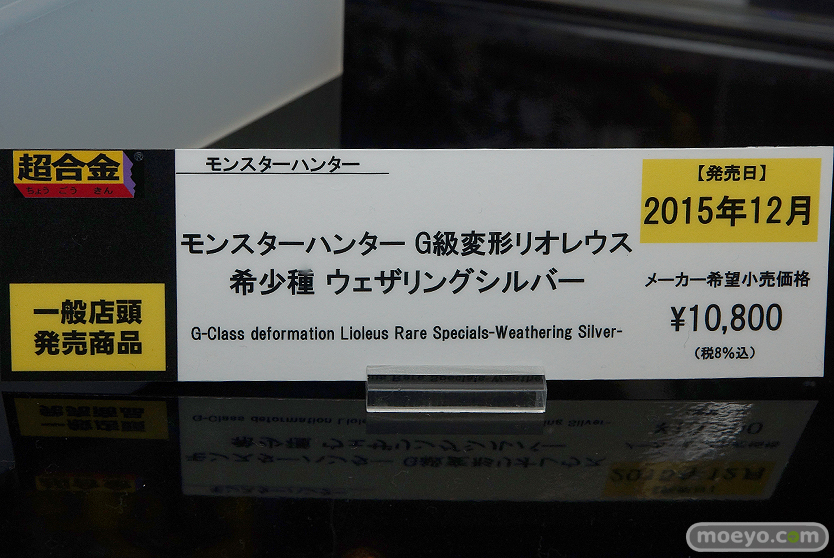 超合金®
ちょう ごう きん
一般店頭
発売商品
モンスターハンター
モンスターハンター G級変形リオレウス
希少種 ウェザリングシルバー
G-Class deformation Lioleus Rare Specials-Weathering Silver-
【発売日】
2015年12月
メーカー希望小売価格
¥10,800
(税8%込)
moeyo.com